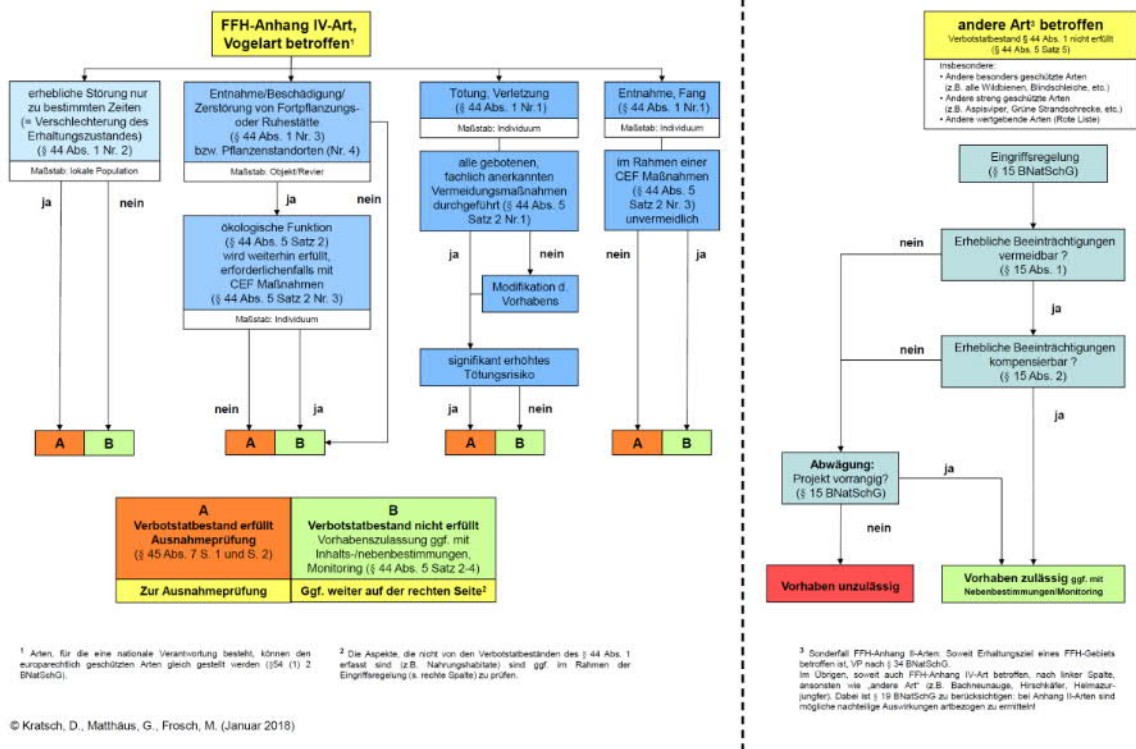 FFH-Anhang IV-Art,
Vogelart betroffen¹
erhebliche Störung nur
zu bestimmten Zeiten
(= Verschlechterung des
Erhaltungszustandes)
(§ 44 Abs. 1 Nr. 2)
Maßstab: lokale Population
ja
nein
A
B
Entnahme/Beschädigung/
Zerstörung von Fortpflanzungs-
oder Ruhestätte
(§ 44 Abs. 1 Nr. 3)
bzw. Pflanzenstandorten (Nr. 4)
Maßstab: Objekt/Revier
ja
nein
ökologische Funktion
(§ 44 Abs. 5 Satz 2)
wird weiterhin erfüllt,
erforderlichenfalls mit
CEF Maßnahmen
(§ 44 Abs. 5 Satz 2 Nr. 3)
Maßstab: Individuum
nein
ja
A
B
Tötung, Verletzung
(§ 44 Abs. 1 Nr.1)
Maßstab: Individuum
alle gebotenen,
fachlich anerkannten
Vermeidungsmaßnahmen
durchgeführt (§ 44 Abs. 5
Satz 2 Nr.1)
ja
nein
Modifikation d.
Vorhabens
signifikant erhöhtes
Tötungsrisiko
ja
nein
A
B
Entnahme, Fang
(§ 44 Abs. 1 Nr.1)
Maßstab: Individuum
im Rahmen einer
CEF Maßnahmen
(§ 44 Abs. 5
Satz 2 Nr. 3)
unvermeidlich
nein
ja
A
B
A
Verbotstatbestand erfüllt
Ausnahmeprüfung
(§ 45 Abs. 7 S. 1 und S. 2)
Zur Ausnahmeprüfung
B
Verbotstatbestand nicht erfüllt
Vorhabenszulassung ggf. mit
Inhalts-/nebenbestimmungen,
Monitoring (§ 44 Abs. 5 Satz 2-4)
Ggf. weiter auf der rechten Seite²
¹ Arten, für die eine nationale Verantwortung besteht, können den
europarechtlich geschützten Arten gleich gestellt werden (§54 (1) 2
BNatSchG).
² Die Aspekte, die nicht von den Verbotstatbeständen des § 44 Abs. 1
erfasst sind (z.B. Nahrungshabitate) sind ggf. im Rahmen der
Eingriffsregelung (s. rechte Spalte) zu prüfen.
© Kratsch, D., Matthäus, G., Frosch, M. (Januar 2018)
andere Art³ betroffen
Verbotstatbestand § 44 Abs. 1 nicht erfüllt
(§ 44 Abs. 5 Satz 5)
Insbesondere:
• Andere besonders geschützte Arten
(z.B. alle Wildbienen, Blindschleiche, etc.)
• Andere streng geschützte Arten
(z.B. Aspisviper, Grüne Strandschrecke, etc.)
• Andere wertgebende Arten (Rote Liste)
Eingriffsregelung
(§ 15 BNatSchG)
nein
Erhebliche Beeinträchtigungen
vermeidbar ?
(§ 15 Abs. 1)
ja
nein
Erhebliche Beeinträchtigungen
kompensierbar ?
(§ 15 Abs. 2)
ja
Abwägung:
Projekt vorrangig?
(§ 15 BNatSchG)
ja
nein
Vorhaben unzulässig
Vorhaben zulässig ggf. mit
Nebenbestimmungen/Monitoring
³ Sonderfall FFH-Anhang II-Arten: Soweit Erhaltungsziel eines FFH-Gebiets
betroffen ist, VP nach § 34 BNatSchG.
Im Übrigen, soweit auch FFH-Anhang IV-Art betroffen, nach linker Spalte,
ansonsten wie „andere Art" (z.B. Bachneunauge, Hirschkäfer, Helmazur-
jungfer). Dabei ist § 19 BNatSchG zu berücksichtigen: bei Anhang II-Arten sind
mögliche nachteilige Auswirkungen artbezogen zu ermitteln!